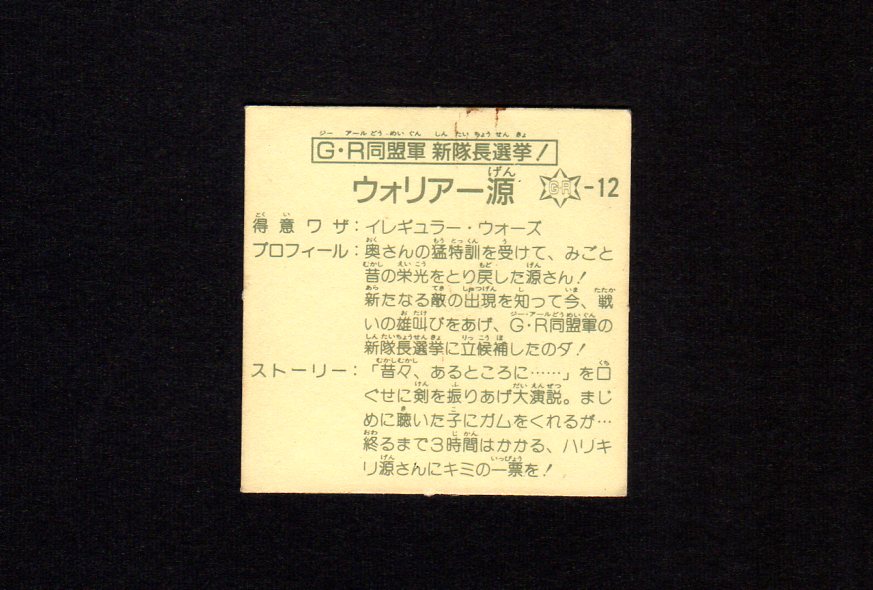 G・R同盟軍 新隊長選挙!
ウォリアー源 GR-12
得意ワザ:イレギュラー・ウォーズ
プロフィール:奥さんの猛特訓を受けて、みごと
昔の栄光をとり戻した源さん!
新たなる敵の出現を知って今、戦
いの雄叫びをあげ、G・R同盟軍の
新隊長選挙に立候補したのダ!
ストーリー:「昔々、あるところに……」を口
ぐせに剣を振りあげ大演説。まじ
めに聴いた子にガムをくれるが…
終るまで3時間はかかる、ハリキ
リ源さんにキミの一票を!